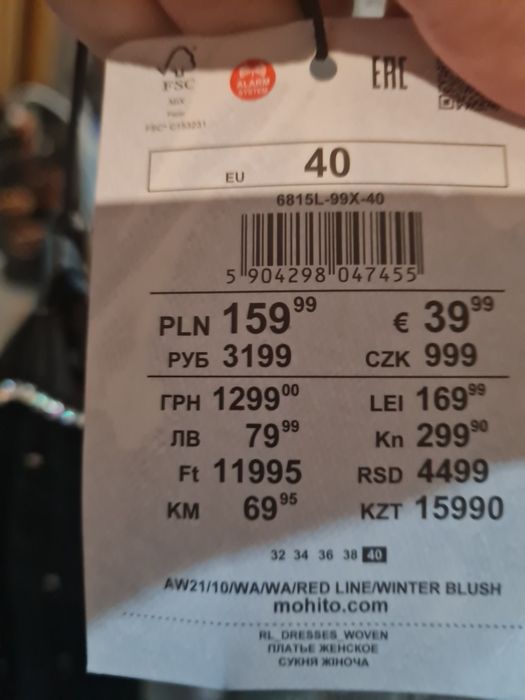 FSC
MIX
FSC® C153231
ALARM
SYSTEM
EAC
EU 40
6815L-99X-40
5 904298 047455
PLN 159 99 € 39 99
РУБ 3199 CZK 999
ГРН 1299 00 LEI 169 99
ЛВ 79 99 Kn 299 90
Ft 11995 RSD 4499
KM 69 95 KZT 15990
32 34 36 38 40
AW21/10/WA/WA/RED LINE/WINTER BLUSH
mohito.com
RL_DRESSES_WOVEN
ПЛАТЬЕ ЖЕНСКОЕ
СУКНЯ ЖІНОЧА